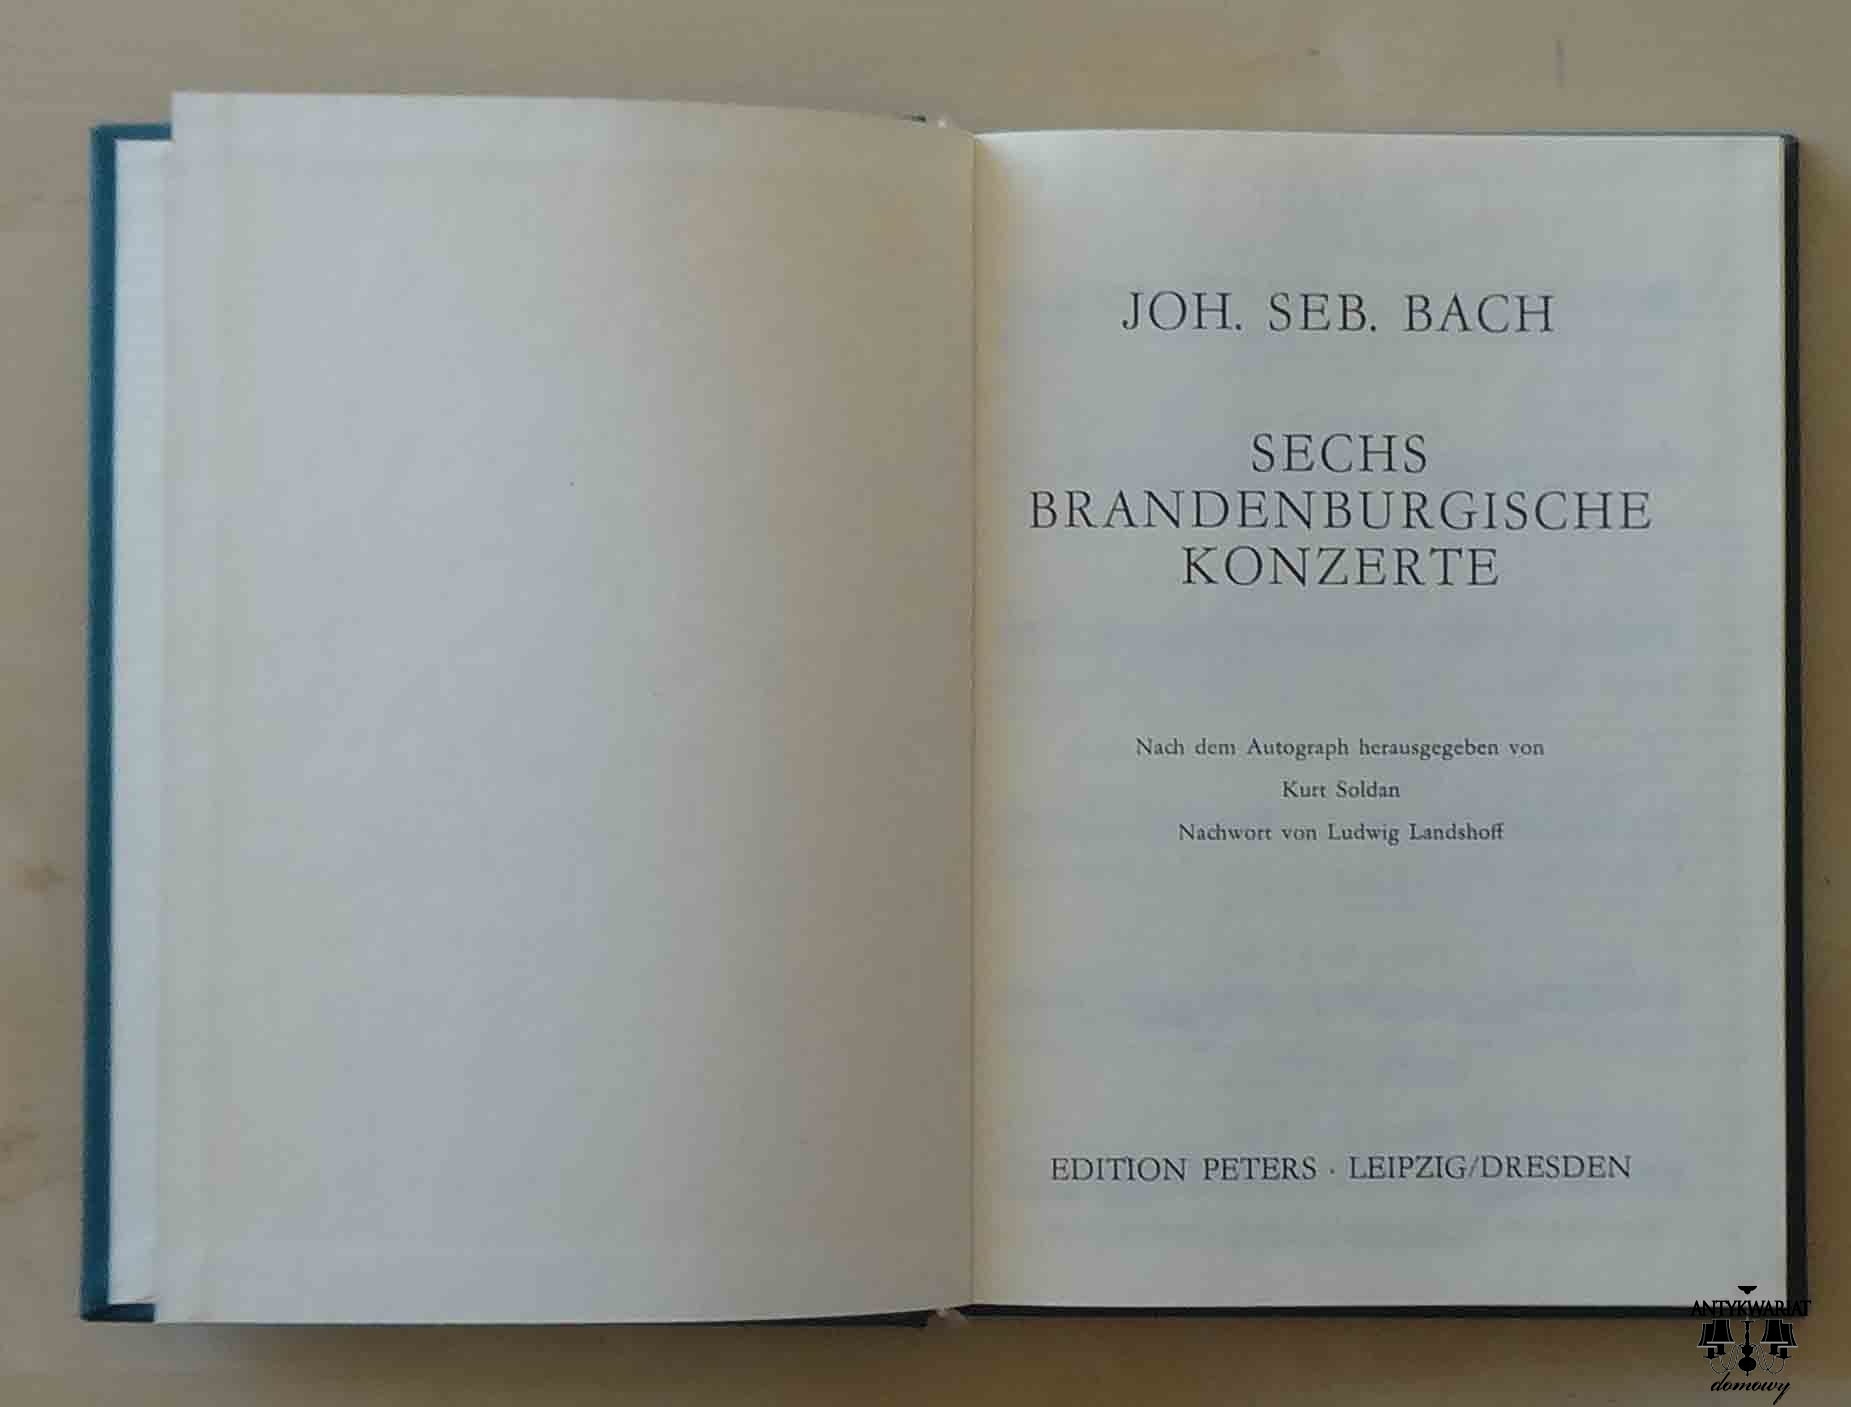 JOH. SEB. BACH
SECHS
BRANDENBURGISCHE
KONZERTE
Nach dem Autograph herausgegeben von
Kurt Soldan
Nachwort von Ludwig Landshoff
EDITION PETERS · LEIPZIG/DRESDEN
ANTYKWARIAT
domowy